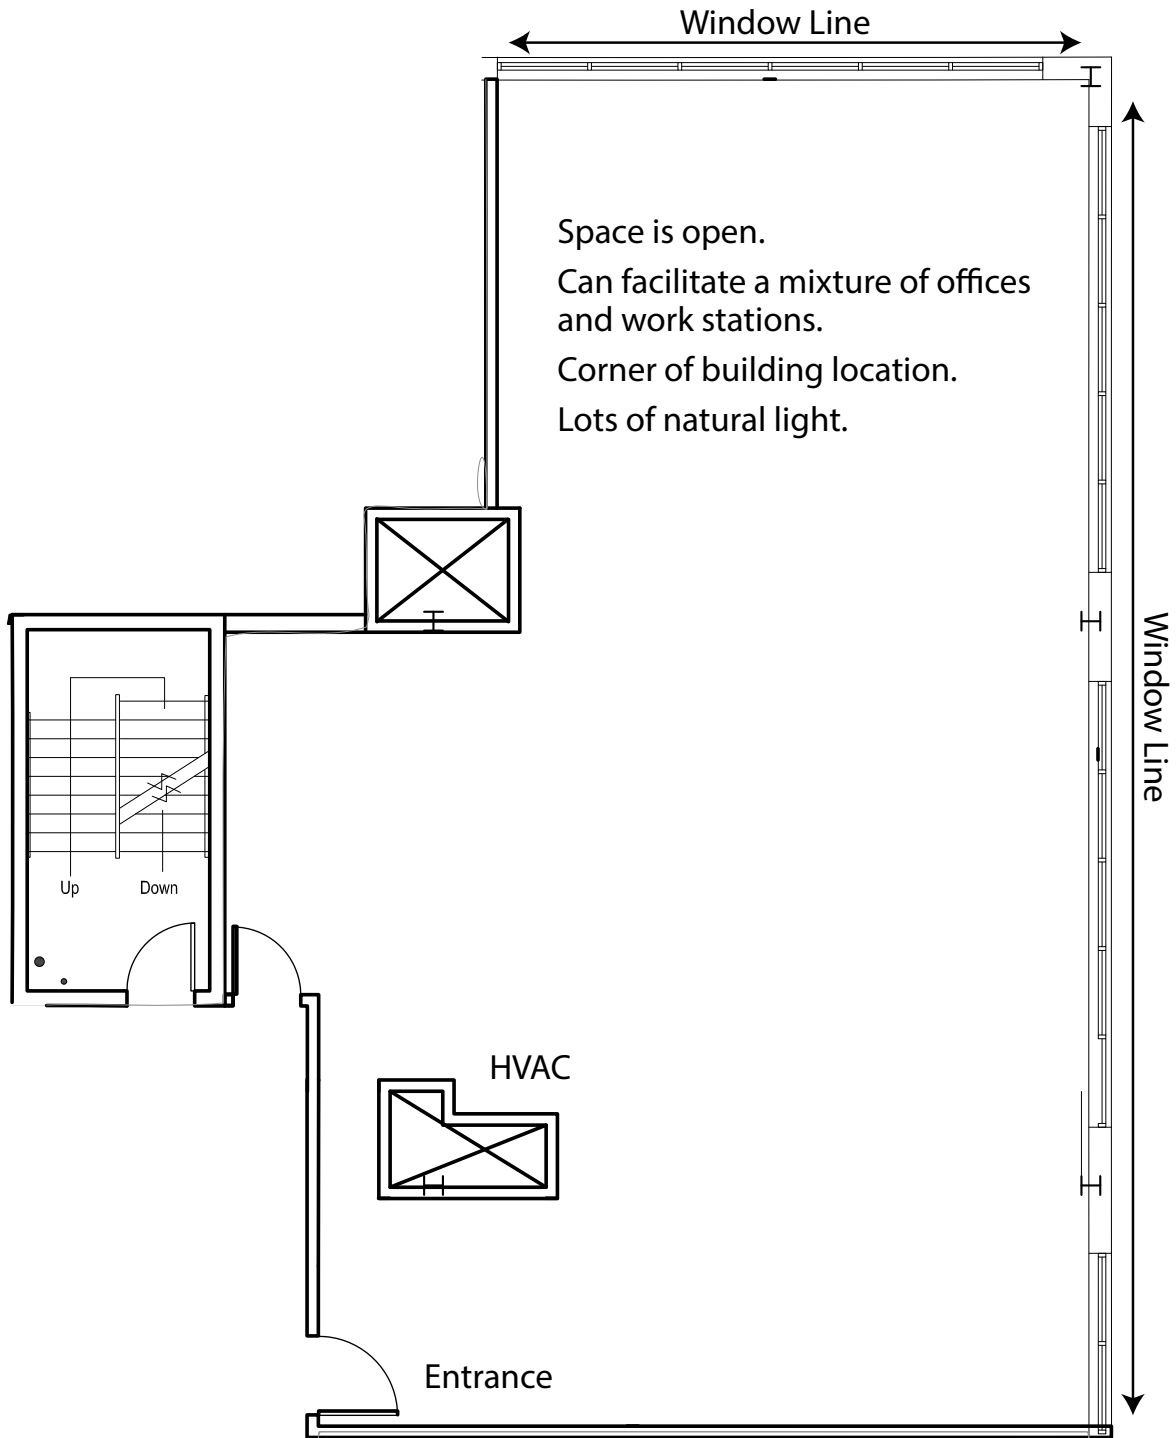 Window Line
Space is open.
Can facilitate a mixture of offices
and work stations.
Corner of building location.
Lots of natural light.
Window Line
Up
Down
HVAC
Entrance